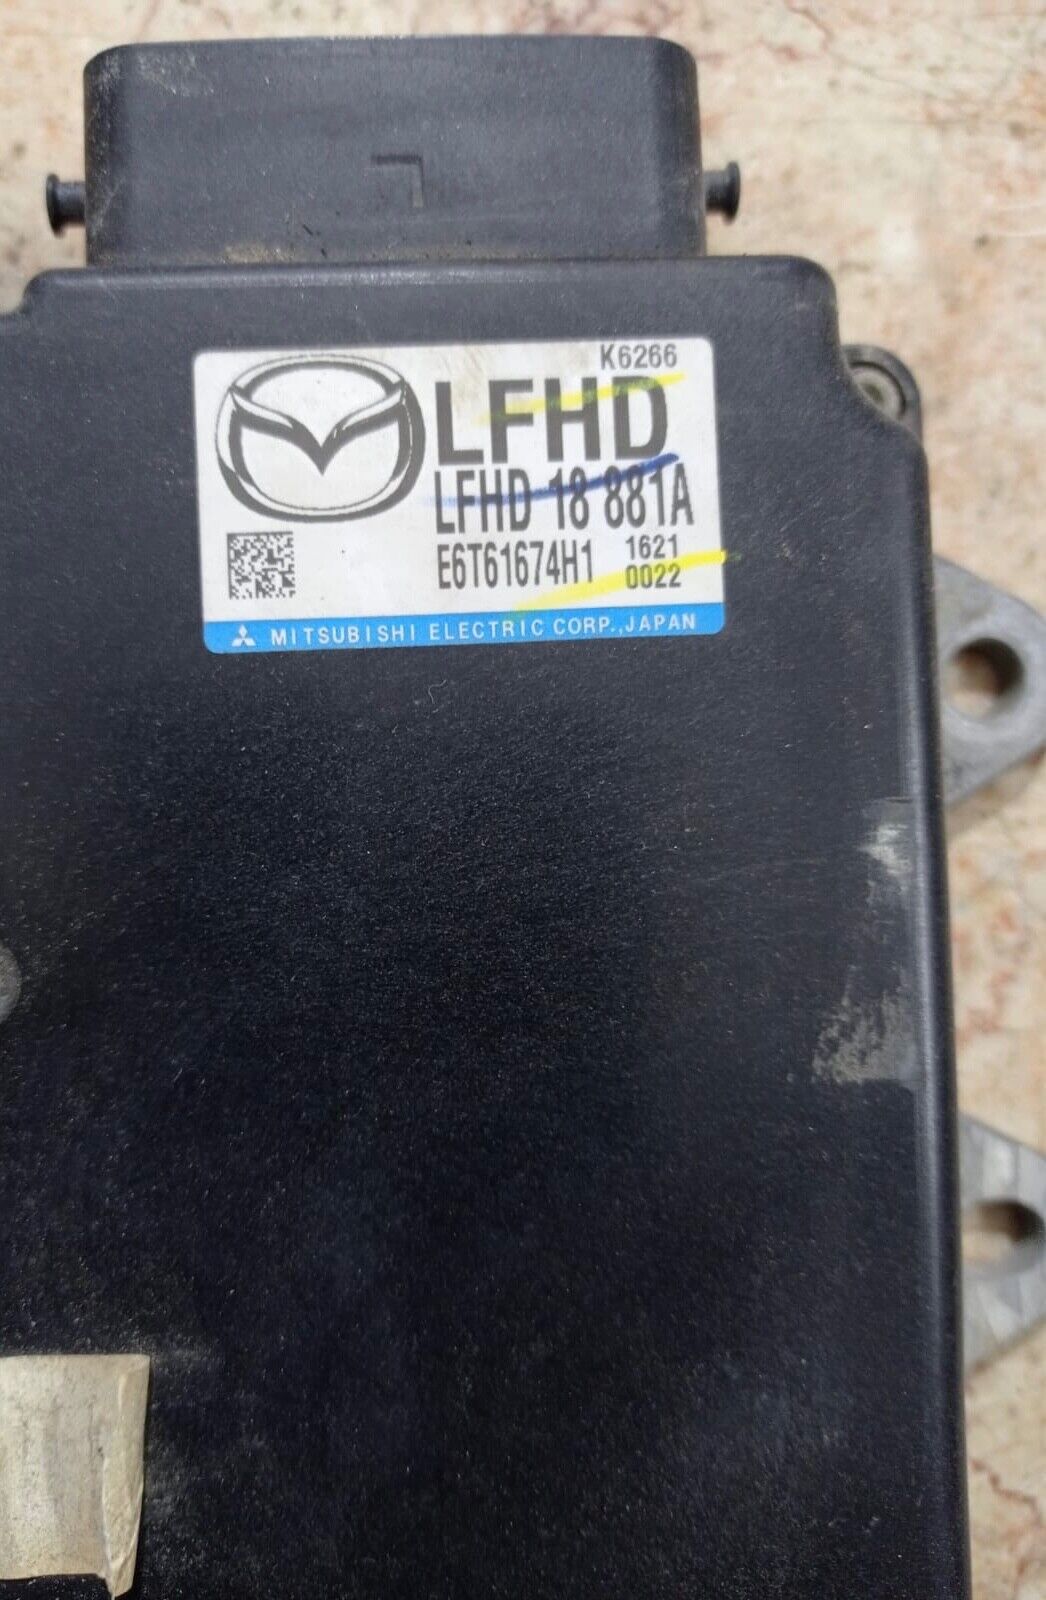 K6266
LFHD
LFHD 18 881A
E6T61674H1 1621
0022
MITSUBISHI ELECTRIC CORP., JAPAN